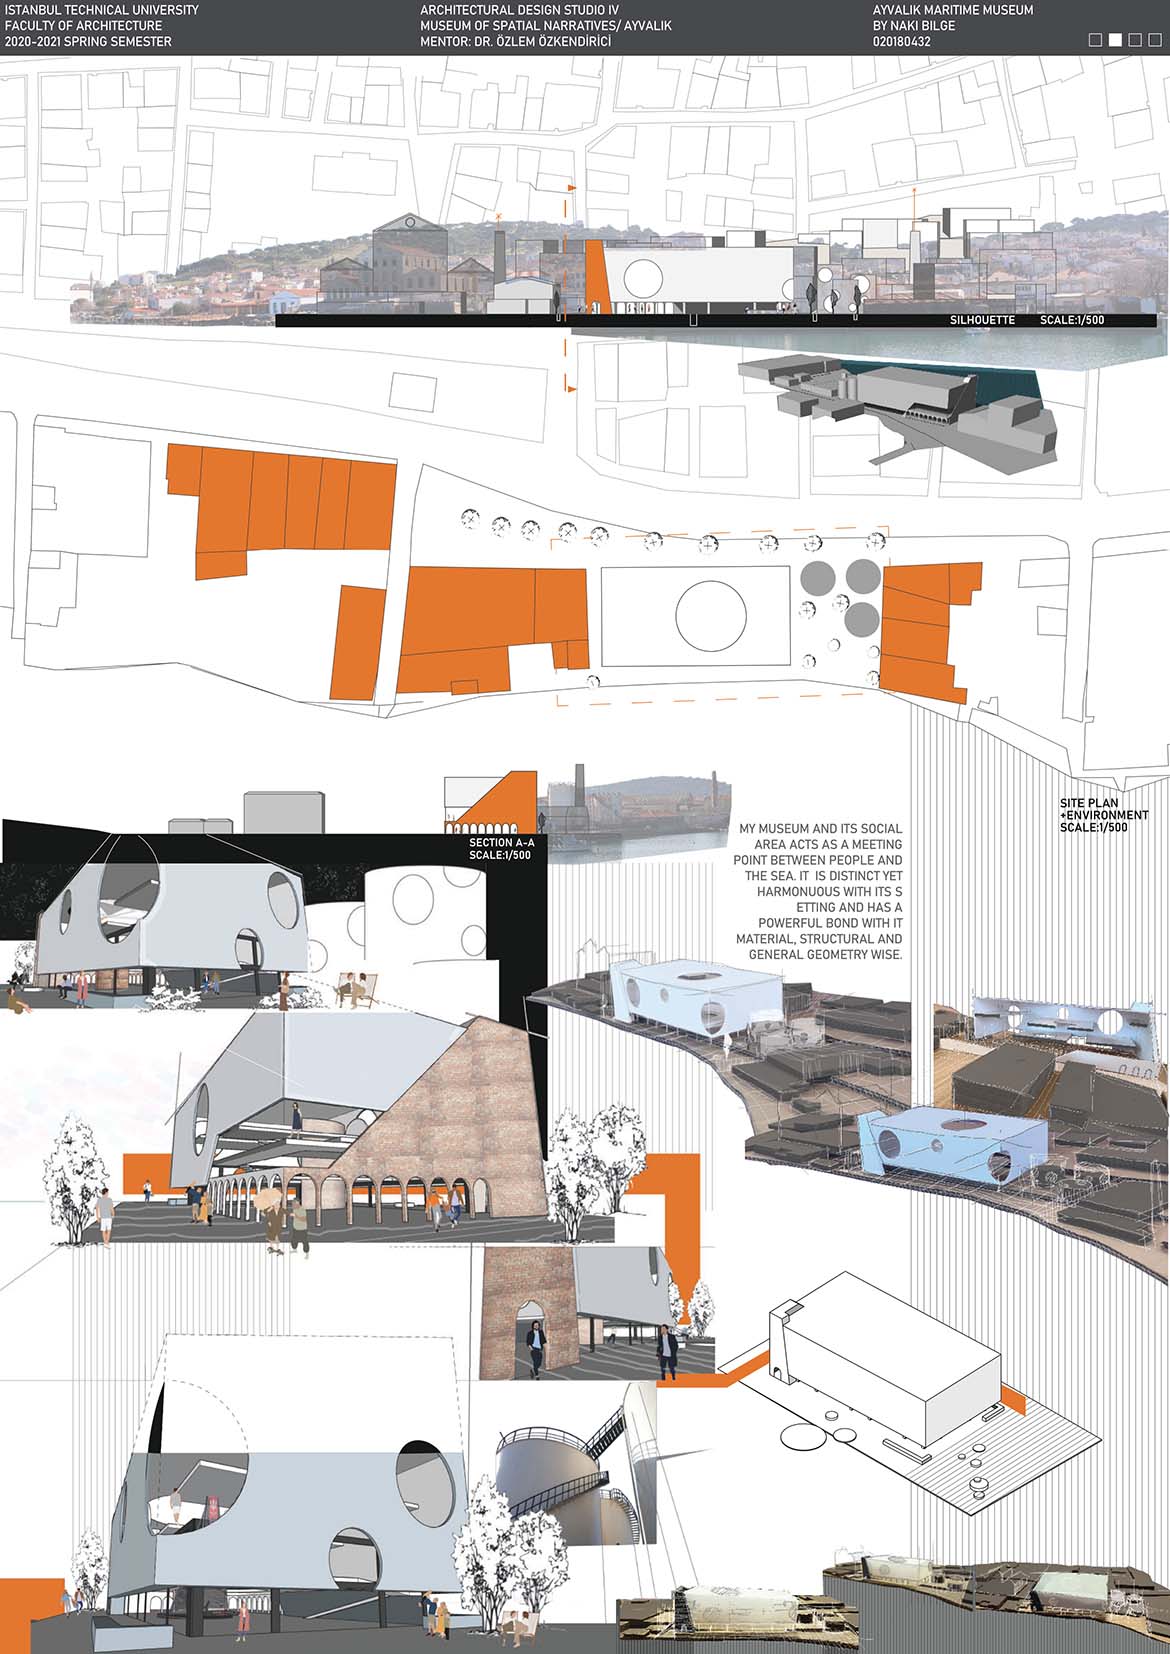 ISTANBUL TECHNICAL UNIVERSITY
FACULTY OF ARCHITECTURE
2020-2021 SPRING SEMESTER
ARCHITECTURAL DESIGN STUDIO IV
MUSEUM OF SPATIAL NARRATIVES/ AYVALIK
MENTOR: DR. ÖZLEM ÖZKENDİRİCİ
AYVALIK MARITIME MUSEUM
BY NAKI BILGE
020180432
SILHOUETTE SCALE:1/500
SITE PLAN
+ENVIRONMENT
SCALE:1/500
SECTION A-A
SCALE:1/500
MY MUSEUM AND ITS SOCIAL
AREA ACTS AS A MEETING
POINT BETWEEN PEOPLE AND
THE SEA. IT IS DISTINCT YET
HARMONUOUS WITH ITS S
ETTING AND HAS A
POWERFUL BOND WITH IT
MATERIAL, STRUCTURAL AND
GENERAL GEOMETRY WISE.